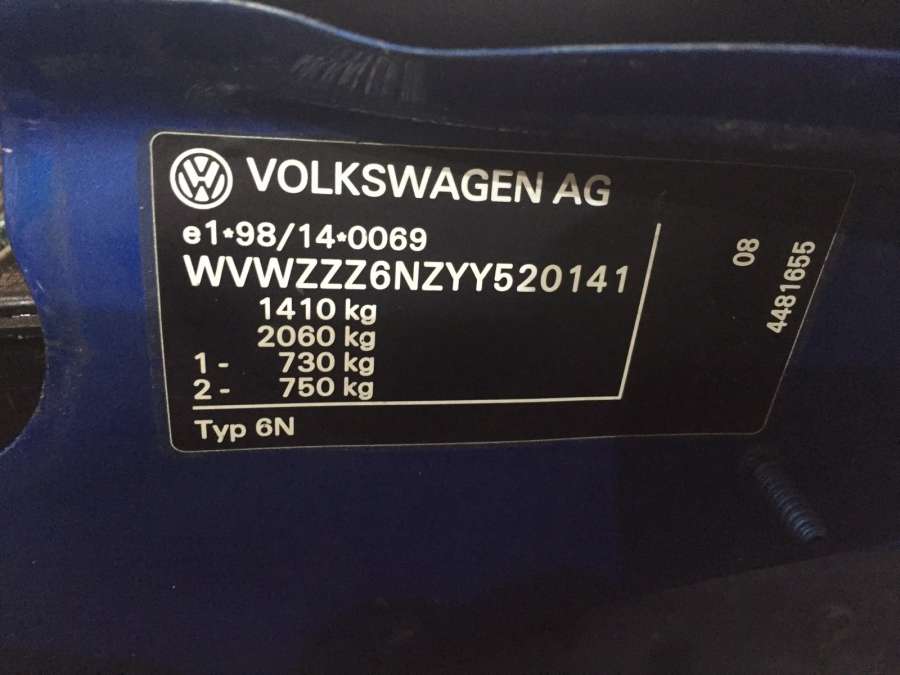 VOLKSWAGEN AG
e1*98/14*0069
WVWZZZ6NZYY520141
1410 kg
2060 kg
1- 730 kg
2- 750 kg
Typ 6N
08
4481655